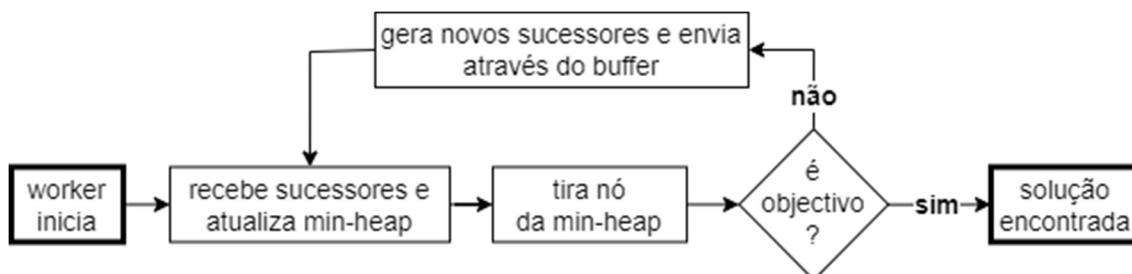 gera novos sucessores e envia
através do buffer
não
worker
inicia
recebe sucessores e
atualiza min-heap
tira nó
da min-heap
é
objectivo
?
sim
solução
encontrada